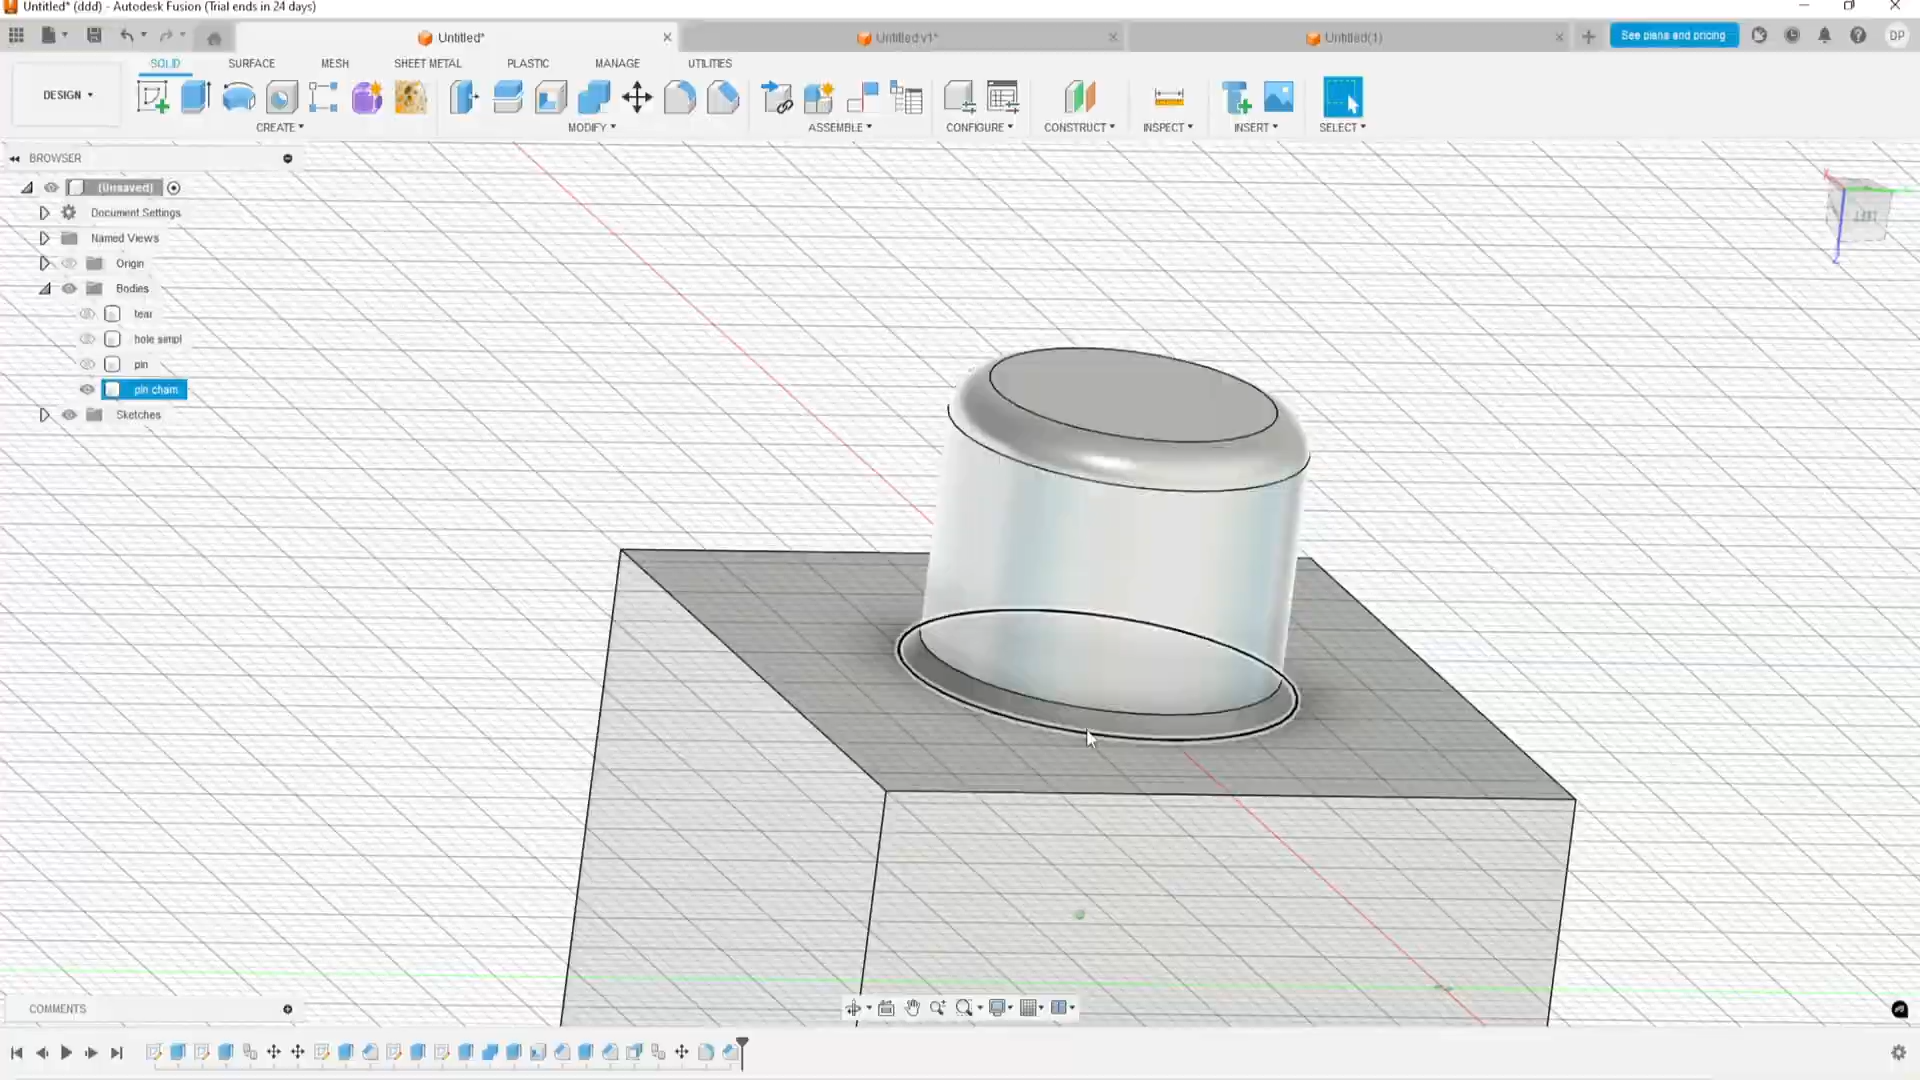 Untitled* (ddd) - Autodesk Fusion (Trial ends in 24 days)
Untitled*
Untitled v1*
Untitled(1)
See plans and pricing
DP
SOLID SURFACE MESH SHEET METAL PLASTIC MANAGE UTILITIES
DESIGN
CREATE MODIFY ASSEMBLE CONFIGURE CONSTRUCT INSPECT INSERT SELECT
BROWSER
(Unsaved)
Document Settings
Named Views
Origin
Bodies
tear
hole simpl
pin
pin cham
Sketches
X
Z
LEFT
COMMENTS